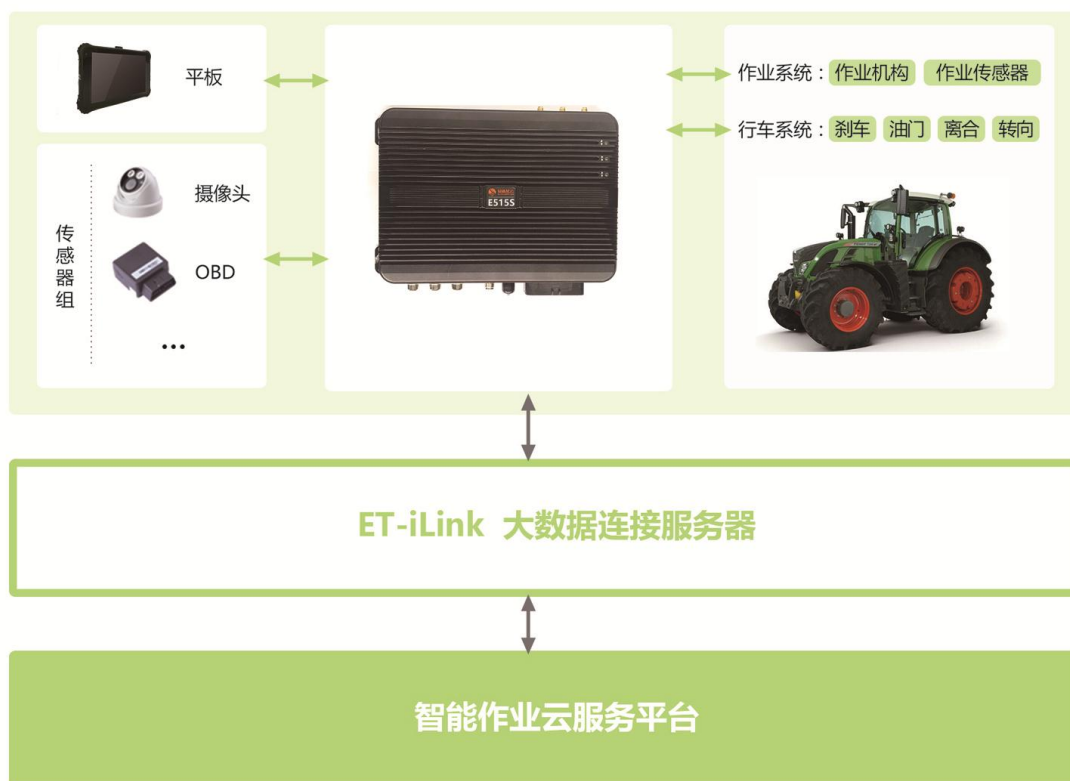 平板
摄像头
传感器组
OBD
...
E515S
作业系统：作业机构 作业传感器
行车系统：刹车 油门 离合 转向
ET-iLink 大数据连接服务器
智能作业云服务平台